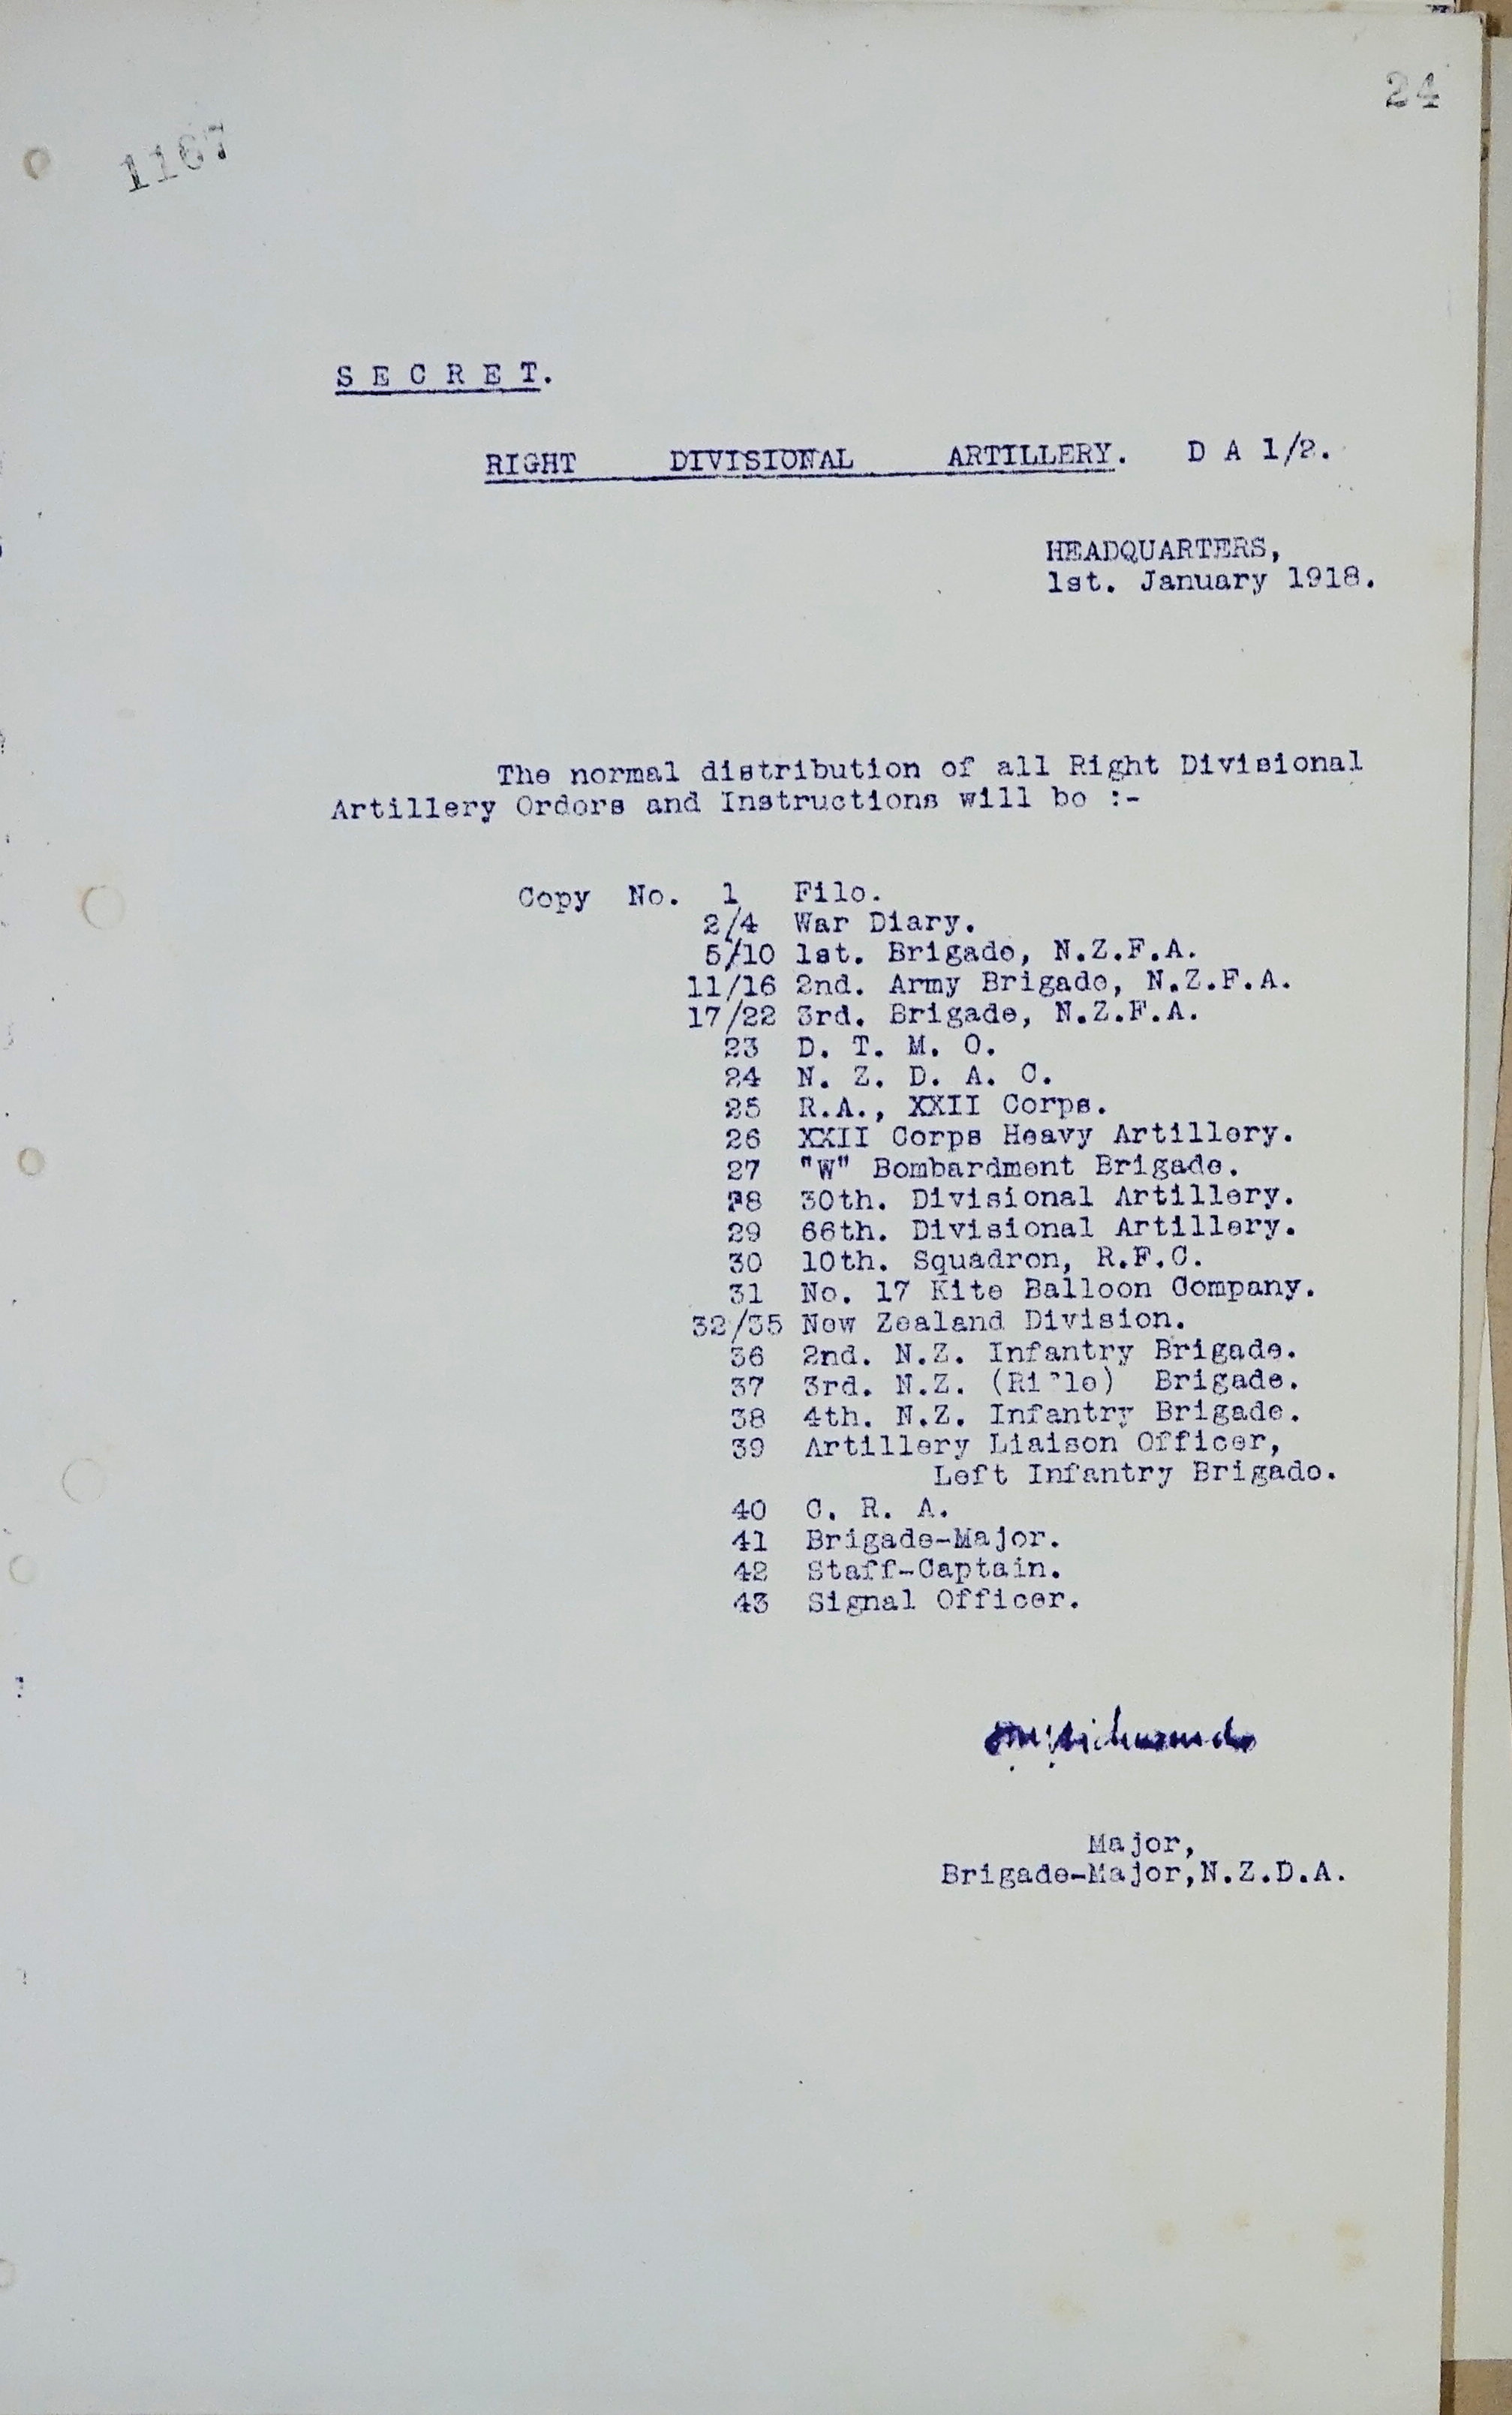 24
1167
S E C R E T.
RIGHT DIVISIONAL ARTILLERY. D A 1/2.
HEADQUARTERS,
1st. January 1918.
The normal distribution of all Right Divisional
Artillery Orders and Instructions will be :-
Copy No. 1 File.
2/4 War Diary.
5/10 1st. Brigade, N.Z.F.A.
11/16 2nd. Army Brigade, N.Z.F.A.
17/22 3rd. Brigade, N.Z.F.A.
23 D. T. M. O.
24 N. Z. D. A. C.
25 R.A., XXII Corps.
26 XXII Corps Heavy Artillery.
27 "W" Bombardment Brigade.
28 30th. Divisional Artillery.
29 66th. Divisional Artillery.
30 10th. Squadron, R.F.C.
31 No. 17 Kite Balloon Company.
32/35 New Zealand Division.
36 2nd. N.Z. Infantry Brigade.
37 3rd. N.Z. (Rifle) Brigade.
38 4th. N.Z. Infantry Brigade.
39 Artillery Liaison Officer,
Left Infantry Brigade.
40 C. R. A.
41 Brigade-Major.
42 Staff-Captain.
43 Signal Officer.
Major,
Brigade-Major,N.Z.D.A.